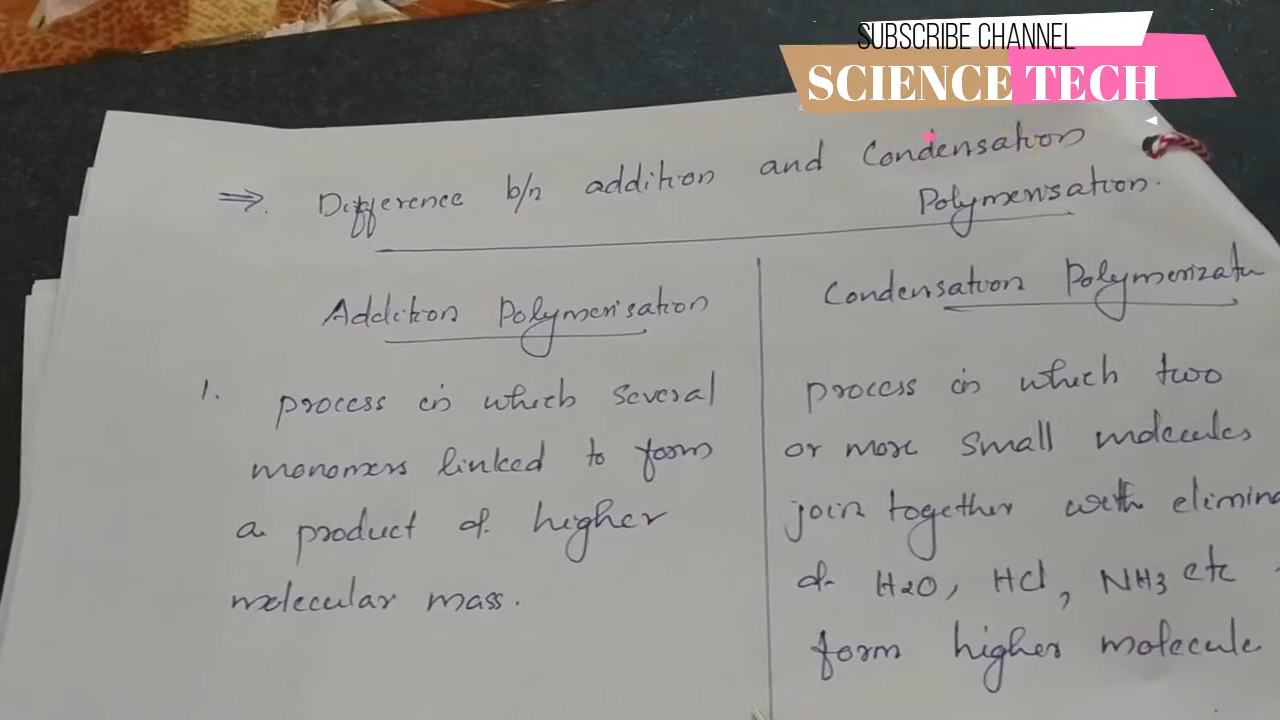 SUBSCRIBE CHANNEL
SCIENCE TECH
⇒. Difference b/n addition and Condensation
Polymerisation.
Addition Polymerisation
1. process in which several
monomers linked to form
a product of higher
molecular mass.
Condensation Polymerizat
process in which two
or more small molecules
join together with elimina
of H2O, HCl, NH3 etc
form higher molecule